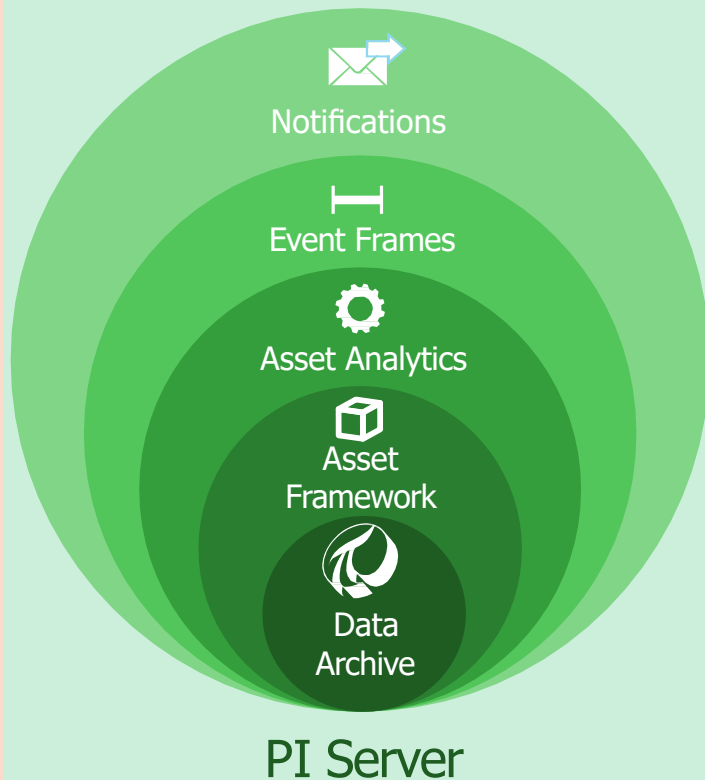 Notifications
Event Frames
Asset Analytics
Asset
Framework
Data
Archive
PI Server